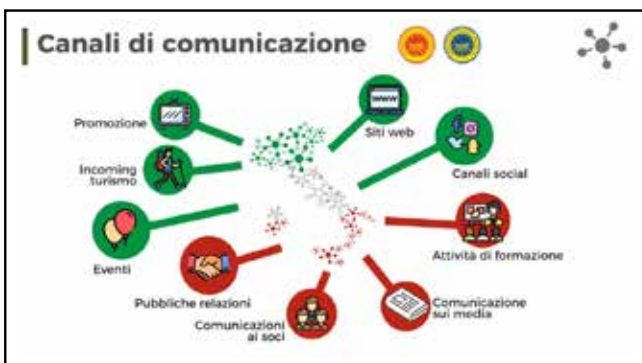 Canali di comunicazione
Promozione
Incoming
turismo
Eventi
Pubbliche relazioni
Comunicazioni
ai soci
www
Siti web
Canali social
Attività di formazione
Comunicazione
sui media